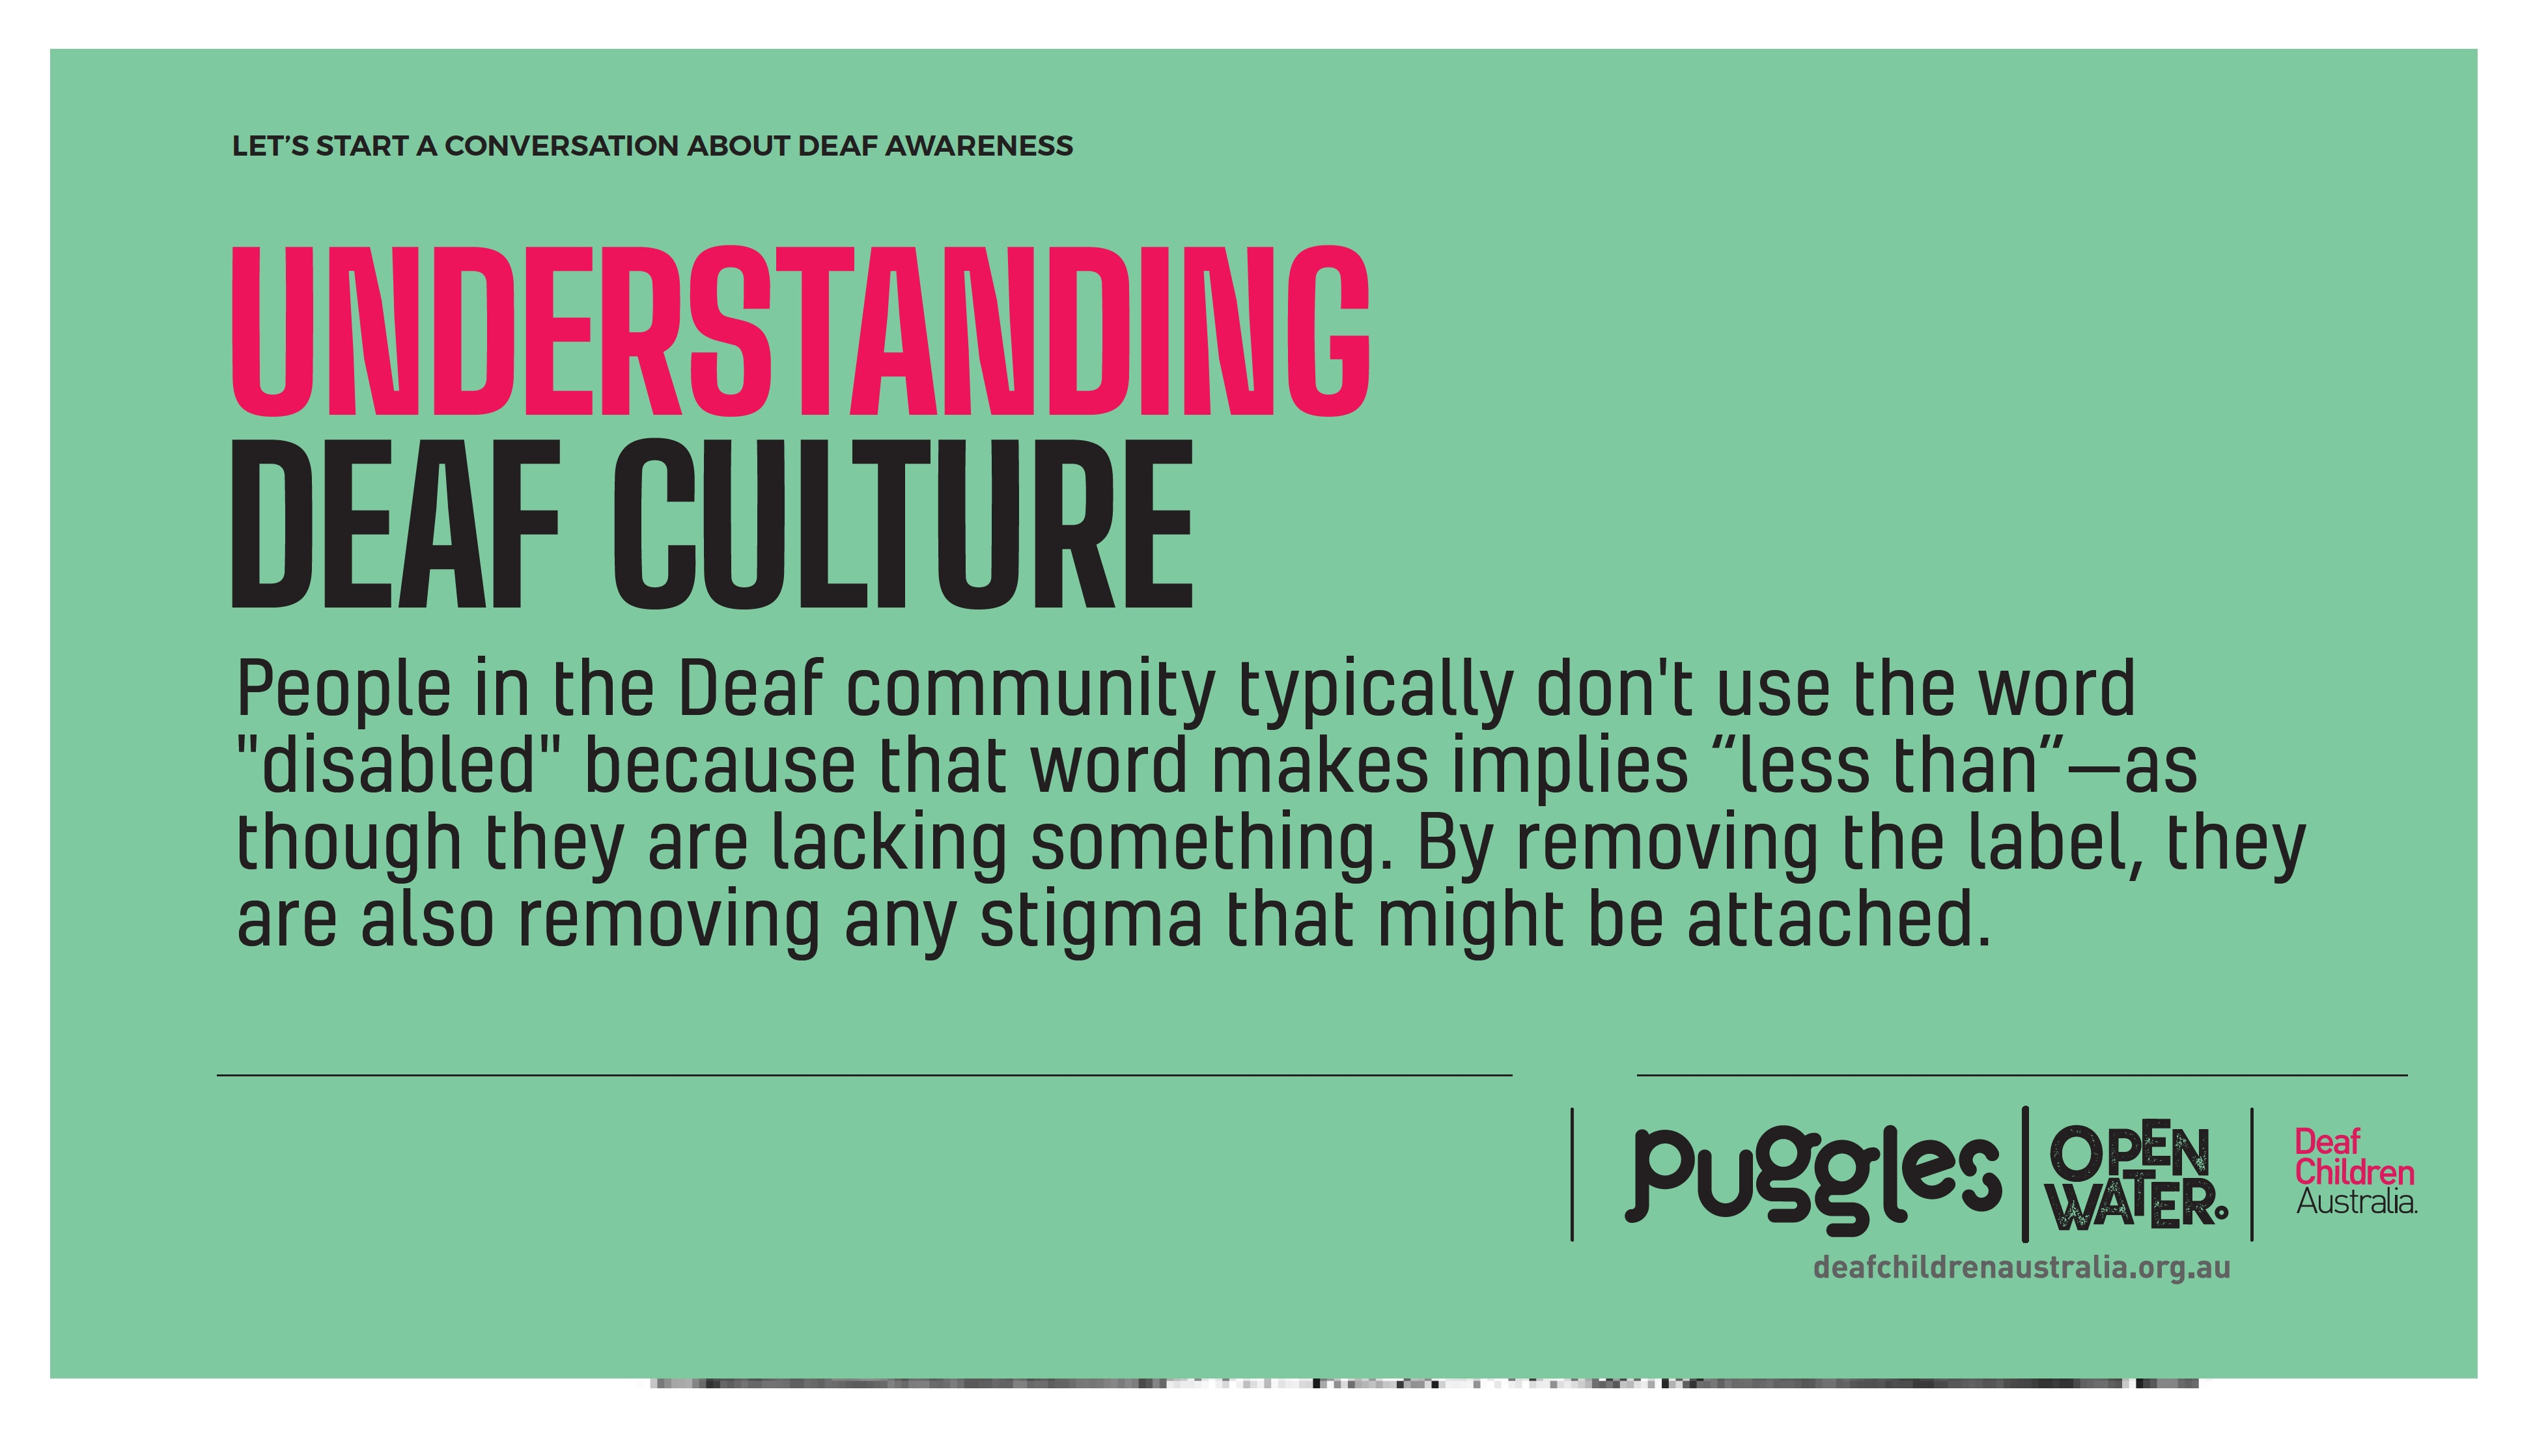 LET’S START A CONVERSATION ABOUT DEAF AWARENESS
UNDERSTANDING
DEAF CULTURE
People in the Deaf community typically don't use the word
"disabled" because that word makes implies “less than”—as
though they are lacking something. By removing the label, they
are also removing any stigma that might be attached.
puggles
OPEN
WATER.
Deaf
Children
Australia.
deafchildrenaustralia.org.au